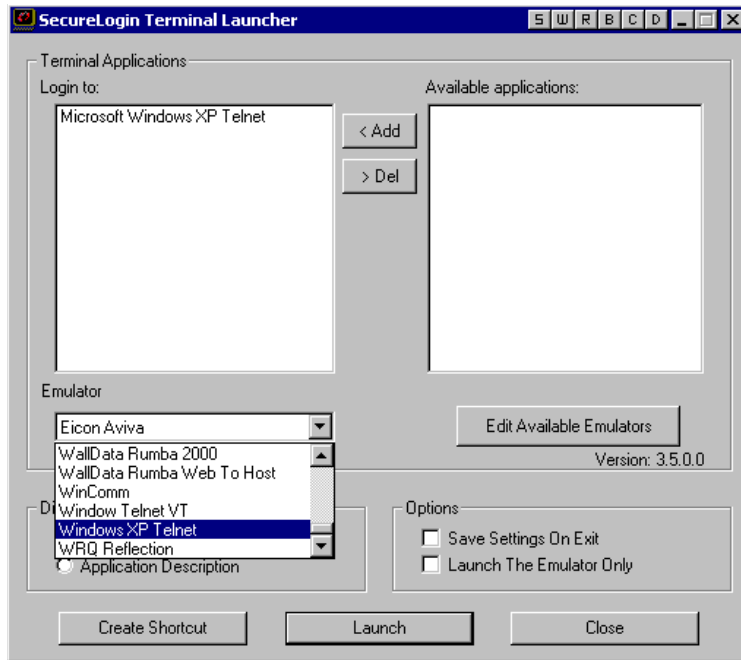 SecureLogin Terminal Launcher
S W R B C D
Terminal Applications
Login to:
Available applications:
Microsoft Windows XP Telnet
< Add
> Del
Emulator
Eicon Aviva
Edit Available Emulators
WallData Rumba 2000
WallData Rumba Web To Host
WinComm
Window Telnet VT
Windows XP Telnet
WRQ Reflection
Version: 3.5.0.0
Di
Application Description
Options
Save Settings On Exit
Launch The Emulator Only
Create Shortcut
Launch
Close